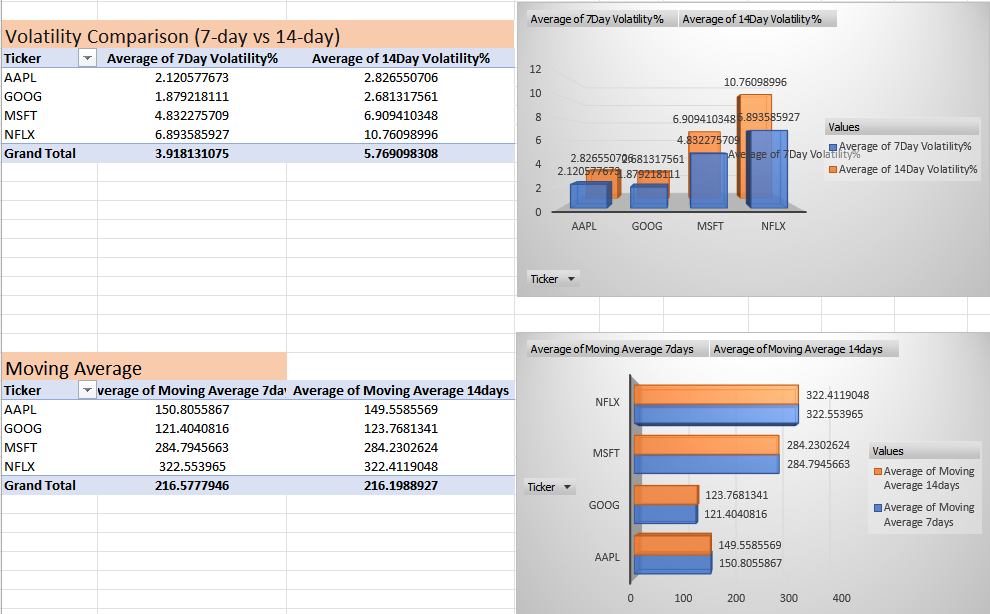 Volatility Comparison (7-day vs 14-day)
Ticker Average of 7Day Volatility% Average of 14Day Volatility%
AAPL 2.120577673 2.826550706
GOOG 1.879218111 2.681317561
MSFT 4.832275709 6.909410348
NFLX 6.893585927 10.76098996
Grand Total 3.918131075 5.769098308
Average of 7Day Volatility% Average of 14Day Volatility%
12
10
8
6
4
2
0
10.76098996
6.909410348 6.893585927
4.832275709
2.826550706 2.681317561
2.120577673 1.879218111
Average of 7Day Volatility%
AAPL GOOG MSFT NFLX
Values
Average of 7Day Volatility%
Average of 14Day Volatility%
Ticker
Moving Average
Ticker verage of Moving Average 7day Average of Moving Average 14days
AAPL 150.8055867 149.5585569
GOOG 121.4040816 123.7681341
MSFT 284.7945663 284.2302624
NFLX 322.553965 322.4119048
Grand Total 216.5777946 216.1988927
Average of Moving Average 7days Average of Moving Average 14days
NFLX 322.4119048
322.553965
MSFT 284.2302624
284.7945663
GOOG 123.7681341
121.4040816
AAPL 149.5585569
150.8055867
0 100 200 300 400
Ticker
Values
Average of Moving
Average 14days
Average of Moving
Average 7days